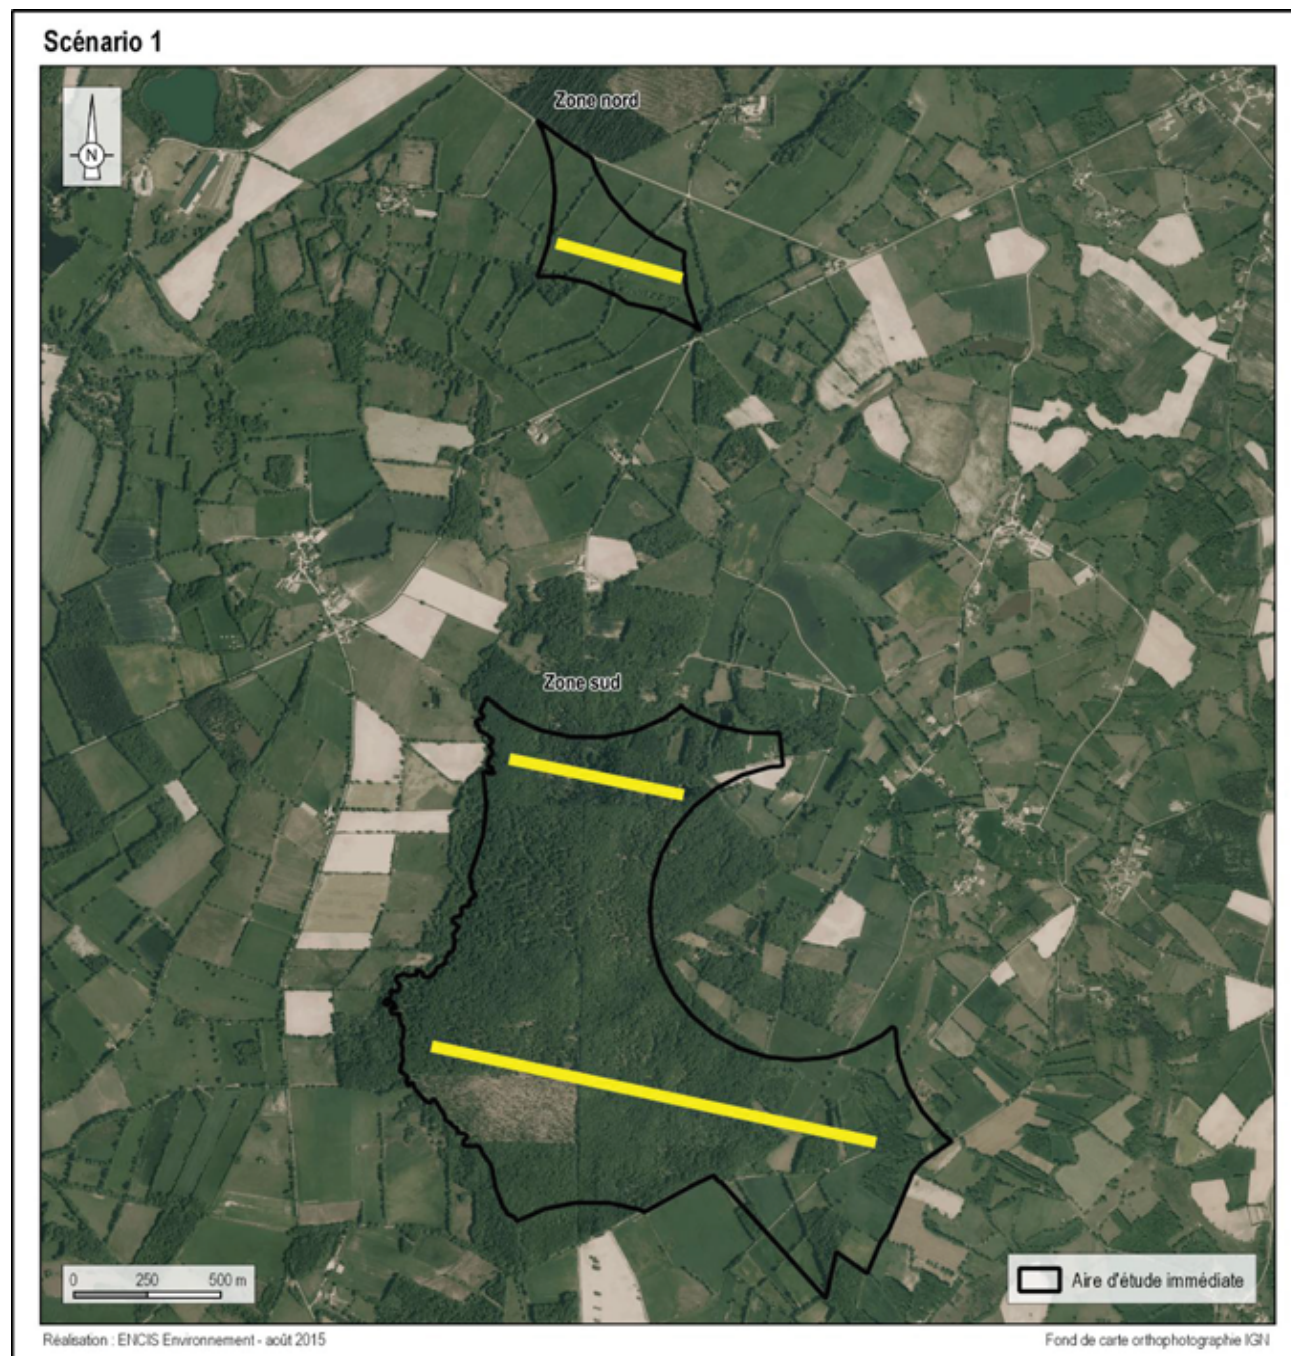 Scénario 1
Zone nord
N
Zone sud
0 250 500 m
Aire d'étude immédiate
Réalisation : ENCIS Environnement - août 2015
Fond de carte orthophotographie IGN